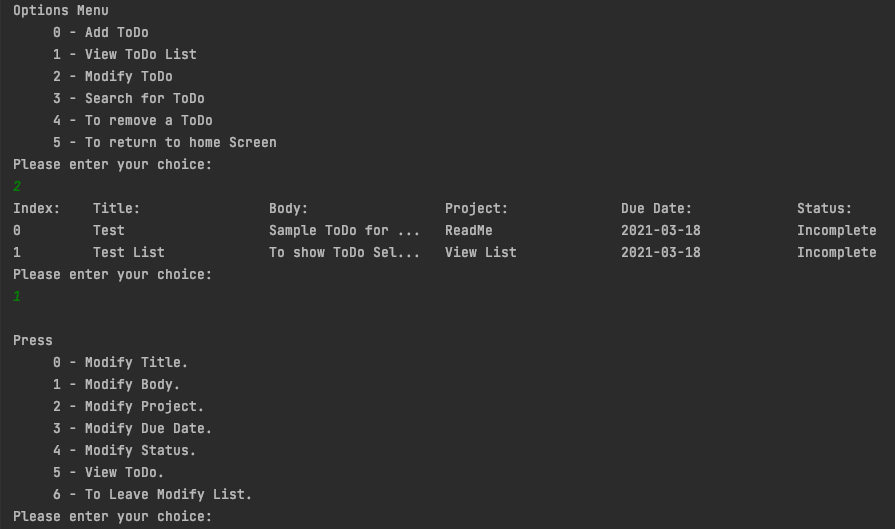 Options Menu
0 - Add ToDo
1 - View ToDo List
2 - Modify ToDo
3 - Search for ToDo
4 - To remove a ToDo
5 - To return to home Screen
Please enter your choice:
2
Index: Title: Body: Project: Due Date: Status:
0 Test Sample ToDo for ... ReadMe 2021-03-18 Incomplete
1 Test List To show ToDo Sel... View List 2021-03-18 Incomplete
Please enter your choice:
1
Press
0 - Modify Title.
1 - Modify Body.
2 - Modify Project.
3 - Modify Due Date.
4 - Modify Status.
5 - View ToDo.
6 - To Leave Modify List.
Please enter your choice: